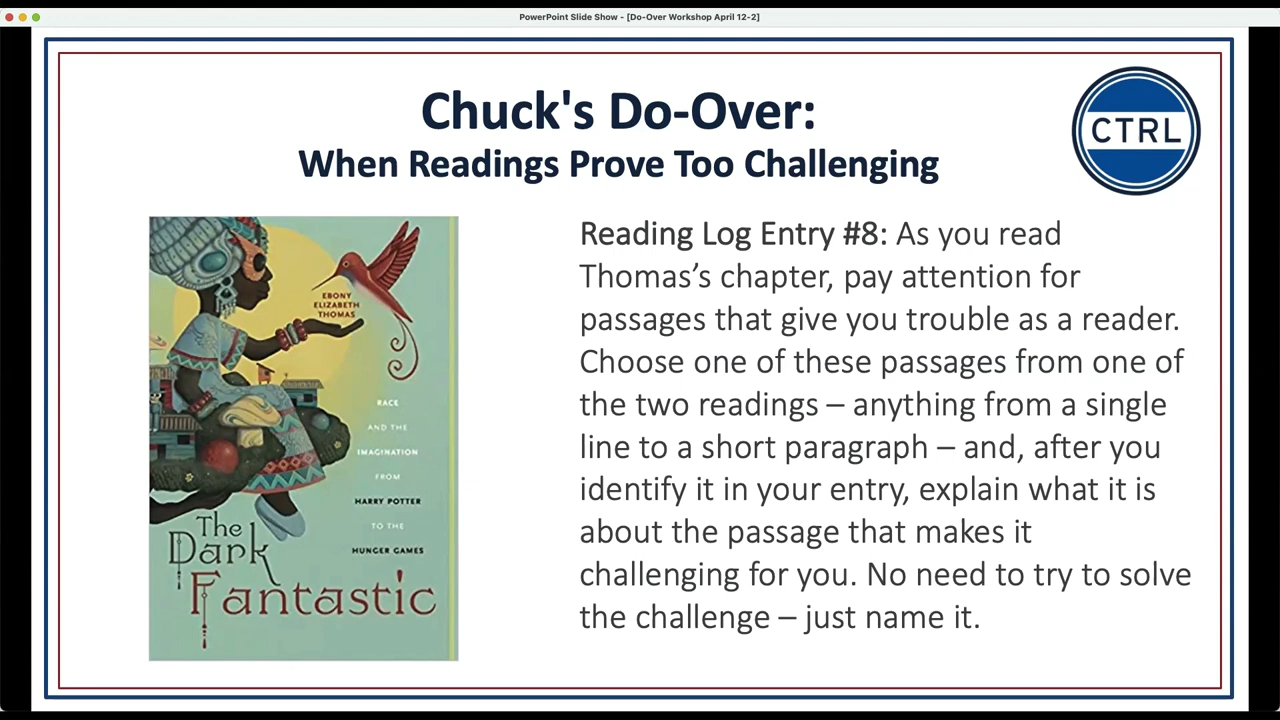 PowerPoint Slide Show - [Do-Over Workshop April 12-2]
Chuck's Do-Over:
When Readings Prove Too Challenging
CTRL
EBONY
ELIZABETH
THOMAS
RACE
AND THE
IMAGINATION
FROM
HARRY POTTER
TO THE
HUNGER GAMES
The
Dark
Fantastic
Reading Log Entry #8: As you read
Thomas’s chapter, pay attention for
passages that give you trouble as a reader.
Choose one of these passages from one of
the two readings – anything from a single
line to a short paragraph – and, after you
identify it in your entry, explain what it is
about the passage that makes it
challenging for you. No need to try to solve
the challenge – just name it.